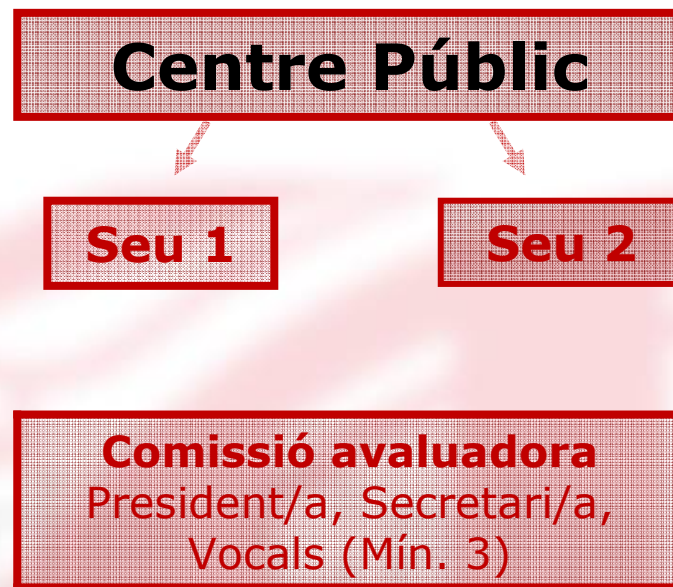 Centre Públic
Seu 1
Seu 2
Comissió avaluadora
President/a, Secretari/a,
Vocals (Mín. 3)